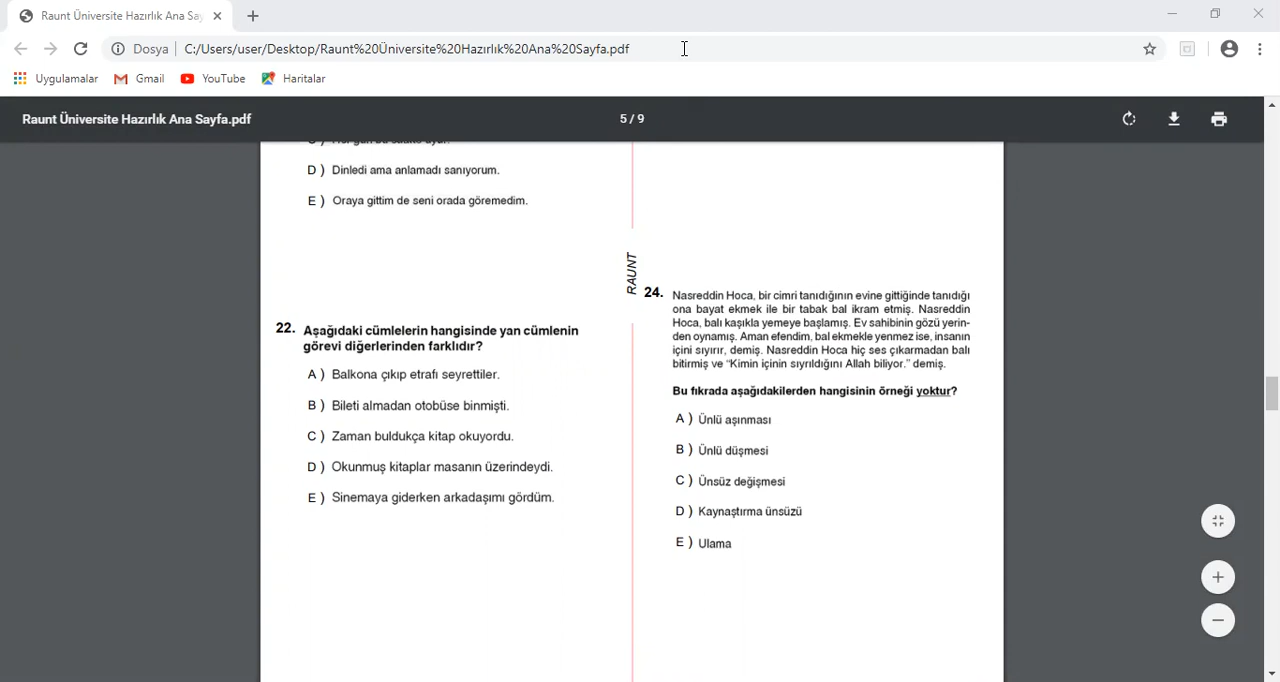 Raunt Üniversite Hazırlık Ana Say
Dosya C:/Users/user/Desktop/Raunt%20Üniversite%20Hazırlık%20Ana%20Sayfa.pdf
Uygulamalar Gmail YouTube Haritalar
Raunt Üniversite Hazırlık Ana Sayfa.pdf 5 / 9
D ) Dinledi ama anlamadı sanıyorum.
E ) Oraya gittim de seni orada göremedim.
22. Aşağıdaki cümlelerin hangisinde yan cümlenin
görevi diğerlerinden farklıdır?
A ) Balkona çıkıp etrafı seyrettiler.
B ) Bileti almadan otobüse binmişti.
C ) Zaman buldukça kitap okuyordu.
D ) Okunmuş kitaplar masanın üzerindeydi.
E ) Sinemaya giderken arkadaşımı gördüm.
RAUNT
24. Nasreddin Hoca, bir cimri tanıdığının evine gittiğinde tanıdığı
ona bayat ekmek ile bir tabak bal ikram etmiş. Nasreddin
Hoca, balı kaşıkla yemeye başlamış. Ev sahibinin gözü yerin-
den oynamış. Aman efendim, bal ekmekle yenmez ise, insanın
içini sıyırır, demiş. Nasreddin Hoca hiç ses çıkarmadan balı
bitirmiş ve “Kimin içinin sıyrıldığını Allah biliyor.” demiş.
Bu fıkrada aşağıdakilerden hangisinin örneği yoktur?
A ) Ünlü aşınması
B ) Ünlü düşmesi
C ) Ünsüz değişmesi
D ) Kaynaştırma ünsüzü
E ) Ulama